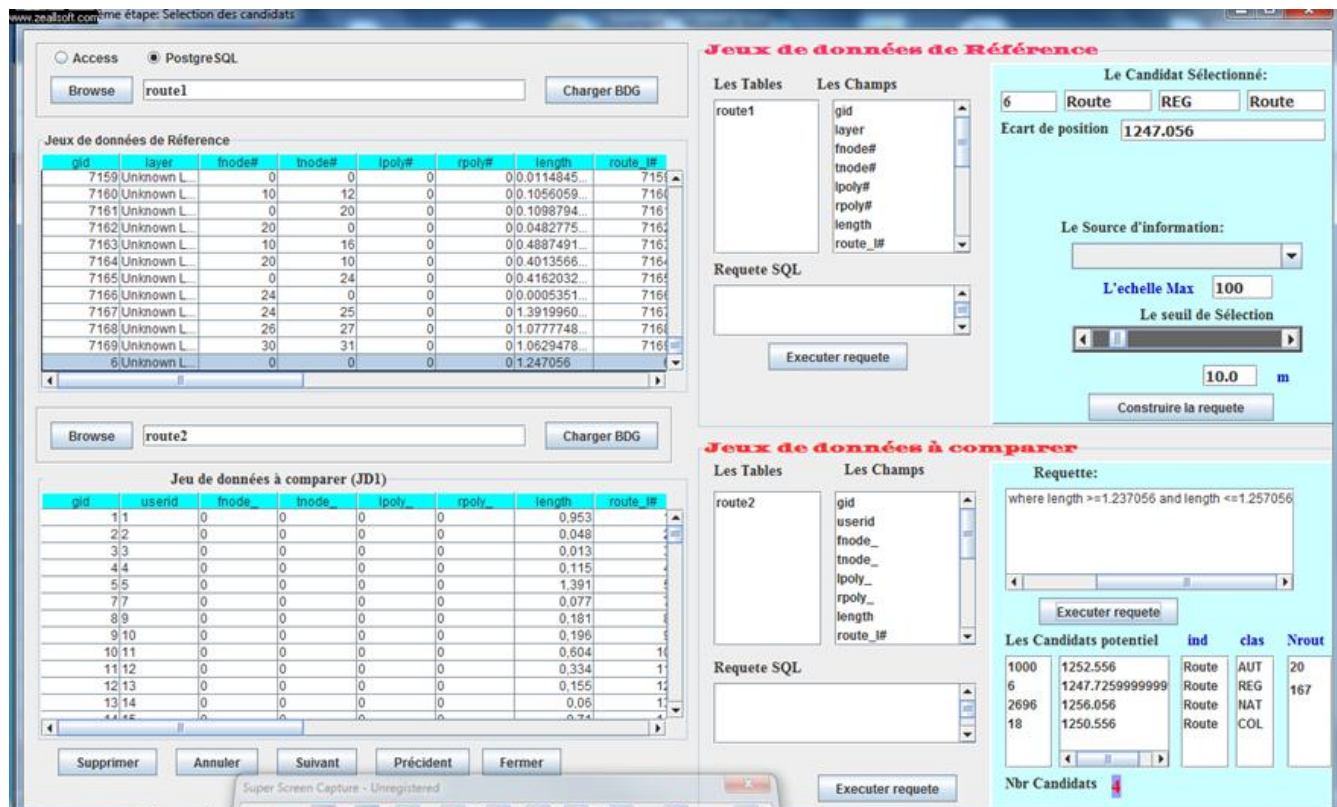 www.zeallsoft.com
ème étape: Selection des candidats
Access PostgreSQL
Browse route1 Charger BDG
Jeux de données de Réference
gid layer fnode# tnode# lpoly# rpoly# length route_l#
7159 Unknown L... 0 0 0 0 0.0114845...
7160 Unknown L... 10 12 0 0 0.1056059...
7161 Unknown L... 0 20 0 0 0.1098794...
7162 Unknown L... 20 0 0 0 0.0482775...
7163 Unknown L... 10 16 0 0 0.4887491...
7164 Unknown L... 20 10 0 0 0.4013566...
7165 Unknown L... 0 24 0 0 0.4162032...
7166 Unknown L... 24 0 0 0 0.0005351...
7167 Unknown L... 24 25 0 0 1.3919960...
7168 Unknown L... 26 27 0 0 1.0777748...
7169 Unknown L... 30 31 0 0 1.0629478...
6 Unknown L... 0 0 0 0 1.247056
Browse route2 Charger BDG
Jeu de données à comparer (JD1)
gid userid fnode_ tnode_ lpoly_ rpoly_ length route_l#
1 1 0 0 0 0 0,953
2 2 0 0 0 0 0,048
3 3 0 0 0 0 0,013
4 4 0 0 0 0 0,115
5 5 0 0 0 0 1,391
7 7 0 0 0 0 0,077
8 9 0 0 0 0 0,181
9 10 0 0 0 0 0,196
10 11 0 0 0 0 0,604
11 12 0 0 0 0 0,334
12 13 0 0 0 0 0,155
13 14 0 0 0 0 0,06
Supprimer Annuler Suivant Précédent Fermer
Super Screen Capture - Unregistered
Jeux de données de Référence
Les Tables Les Champs
route1
gid
layer
fnode#
tnode#
lpoly#
rpoly#
length
route_l#
Requete SQL
Executer requete
Le Candidat Sélectionné:
6 Route REG Route
Ecart de position 1247.056
Le Source d'information:
L'echelle Max 100
Le seuil de Sélection
10.0 m
Construire la requete
Jeux de données à comparer
Les Tables Les Champs
route2
gid
userid
fnode_
tnode_
lpoly_
rpoly_
length
route_l#
Requete SQL
Executer requete
Requette:
where length >=1.237056 and length <=1.257056
Executer requete
Les Candidats potentiel ind clas Nrout
1000 1252.556 Route AUT 20
6 1247.7259999999 Route REG 167
2696 1256.056 Route NAT
18 1250.556 Route COL
Nbr Candidats 4